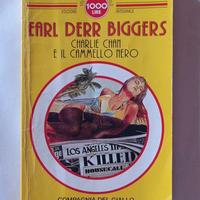 EDIZIONI 1000 LIRE INTEGRALE
EARL DERR BIGGERS
CHARLIE CHAN
E IL CAMMELLO NERO
LOS ANGELES TIMES
KILLED
HOUSECALL
COMPAGNIA DEL GIALLO